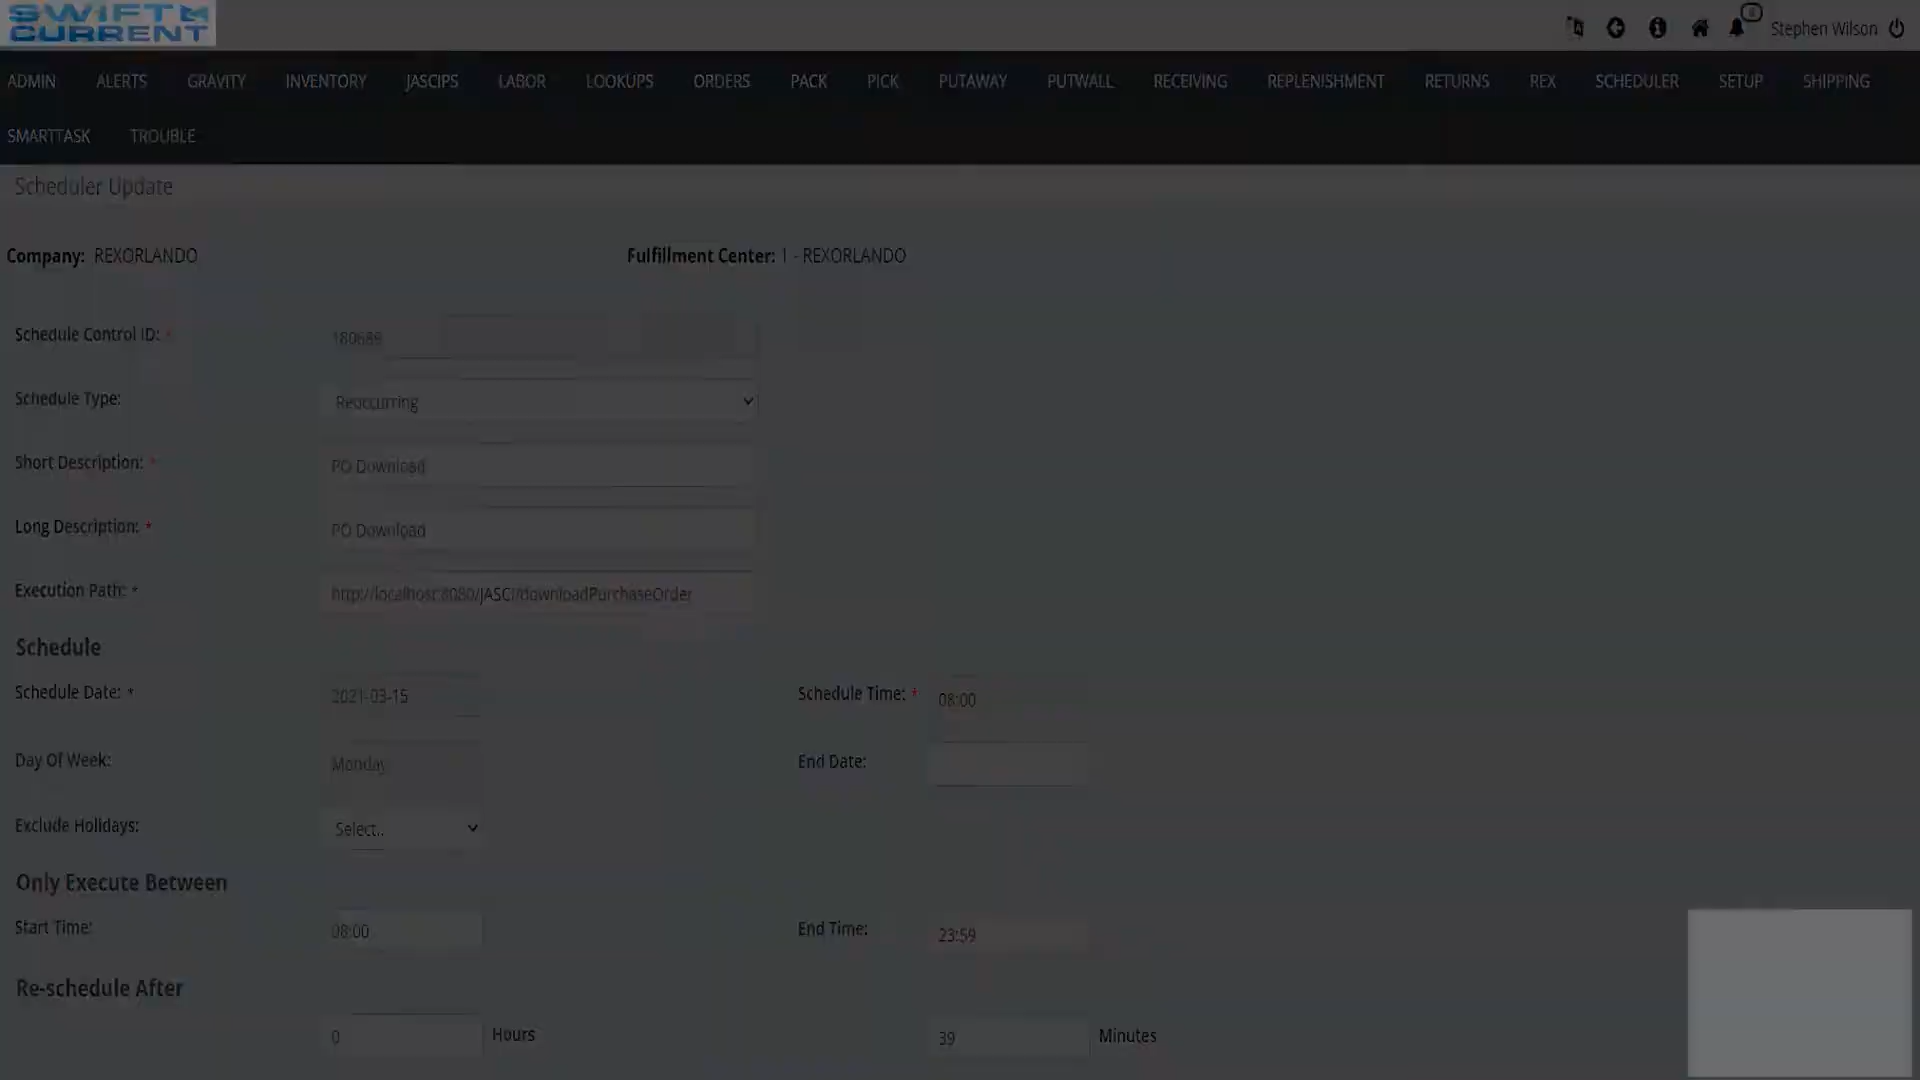 SWIFT
CURRENT
Stephen Wilson
ADMIN ALERTS GRAVITY INVENTORY JASCIPS LABOR LOOKUPS ORDERS PACK PICK PUTAWAY PUTWALL RECEIVING REPLENISHMENT RETURNS REX SCHEDULER SETUP SHIPPING
SMARTTASK TROUBLE
Scheduler Update
Company: REXORLANDO Fulfillment Center: 1 - REXORLANDO
Schedule Control ID: * 180689
Schedule Type: Reoccurring
Short Description: * PO Download
Long Description: * PO Download
Execution Path: * http://localhost:8080/JASCI/downloadPurchaseOrder
Schedule
Schedule Date: * 2021-03-15 Schedule Time: * 08:00
Day Of Week: Monday End Date:
Exclude Holidays: Select..
Only Execute Between
Start Time: 08:00 End Time: 23:59
Re-schedule After
0 Hours 39 Minutes